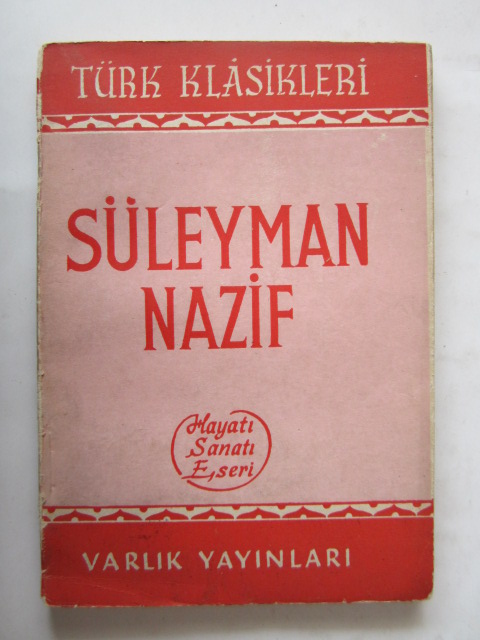 TÜRK KLÂSİKLERİ
SÜLEYMAN
NAZİF
Hayatı
Sanatı
Eseri
VARLIK YAYINLARI